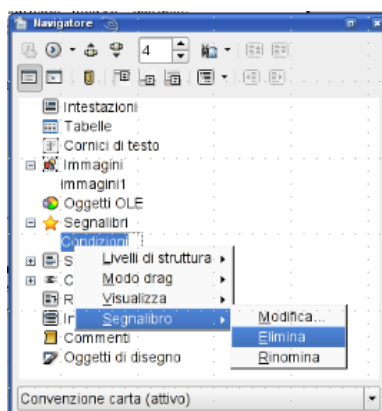 Navigatore
4
Intestazioni
Tabelle
Cornici di testo
Immagini
immagini1
Oggetti OLE
Segnalibri
Condizioni
S
Livelli di struttura
C
Modo drag
R
Visualizza
Segnalibro
Modifica...
Commenti
Elimina
Oggetti di disegno
Rinomina
Convenzione carta (attivo)